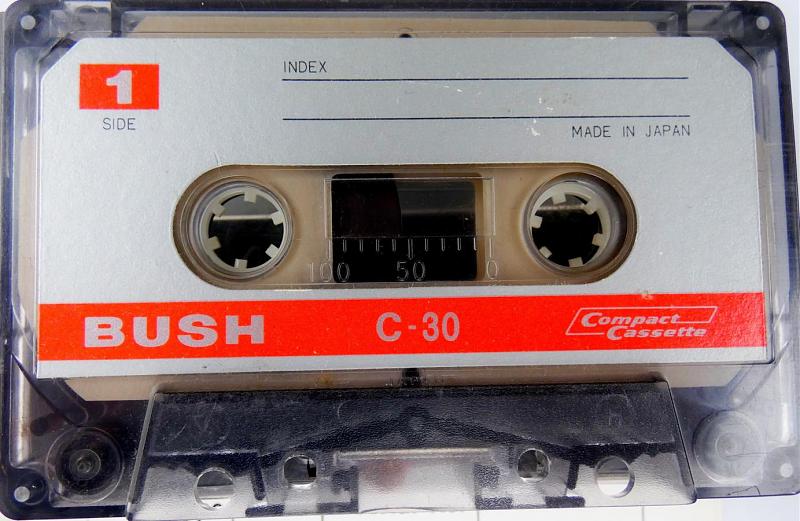 1
SIDE
INDEX
MADE IN JAPAN
100 50 0
BUSH C-30 Compact Cassette